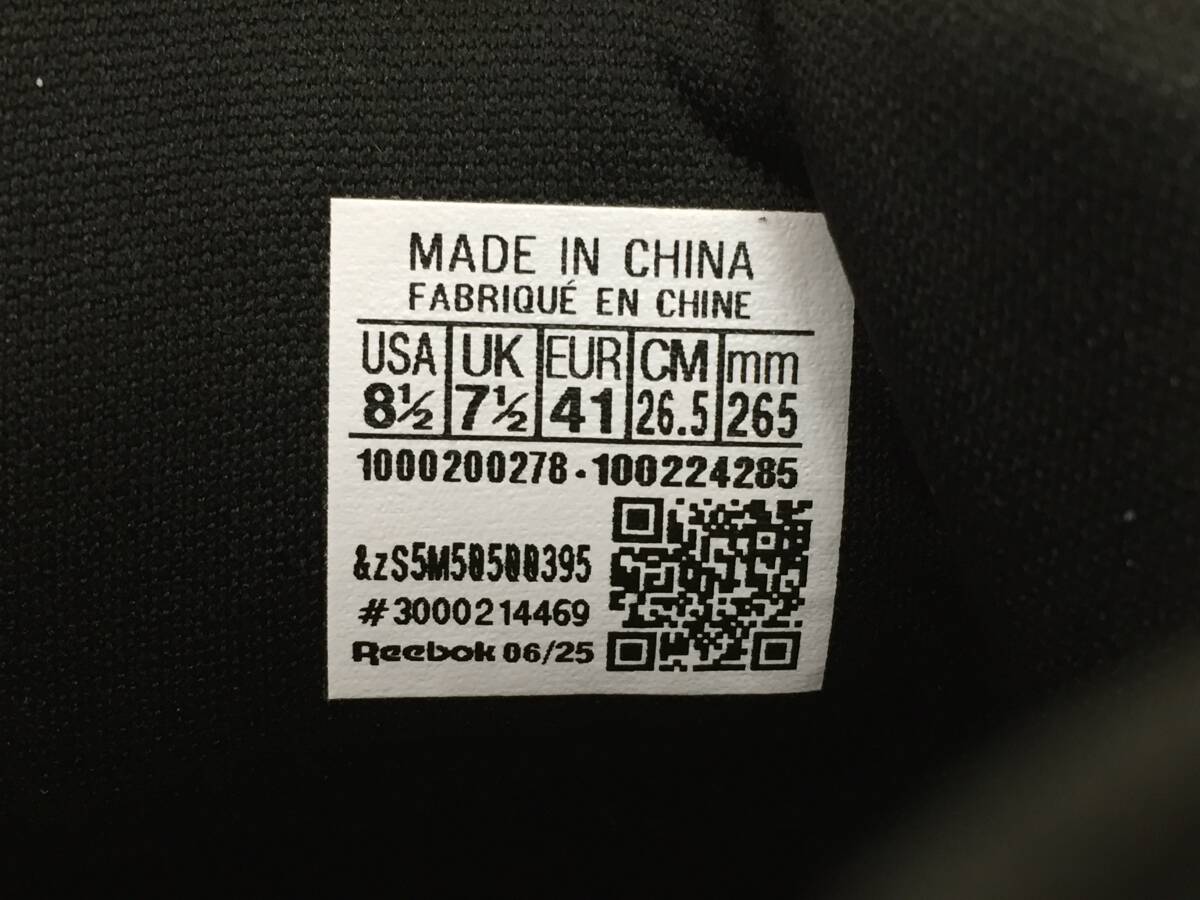 MADE IN CHINA
FABRIQUÉ EN CHINE
USA UK EUR CM mm
8½ 7½ 41 26.5 265
1000200278-100224285
&zS5M50500395
#3000214469
Reebok 06/25